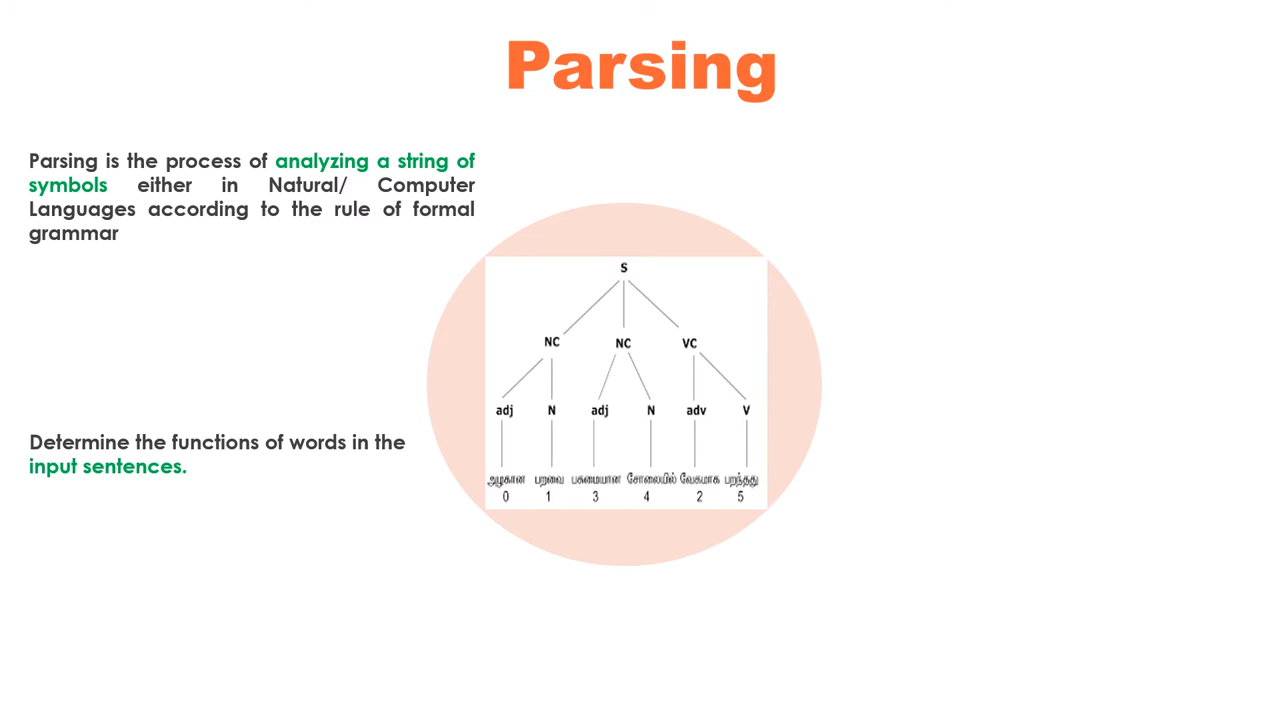 Parsing
Parsing is the process of analyzing a string of
symbols either in Natural/ Computer
Languages according to the rule of formal
grammar
S
NC NC VC
adj N adj N adv V
அழகான பறவை பசுமையான சோலையில் வேகமாக பறந்தது
0 1 3 4 2 5
Determine the functions of words in the
input sentences.